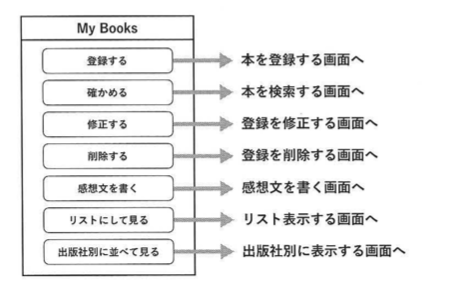 My Books
登録する 本を登録する画面へ
確かめる 本を検索する画面へ
修正する 登録を修正する画面へ
削除する 登録を削除する画面へ
感想文を書く 感想文を書く画面へ
リストにして見る リスト表示する画面へ
出版社別に並べて見る 出版社別に表示する画面へ